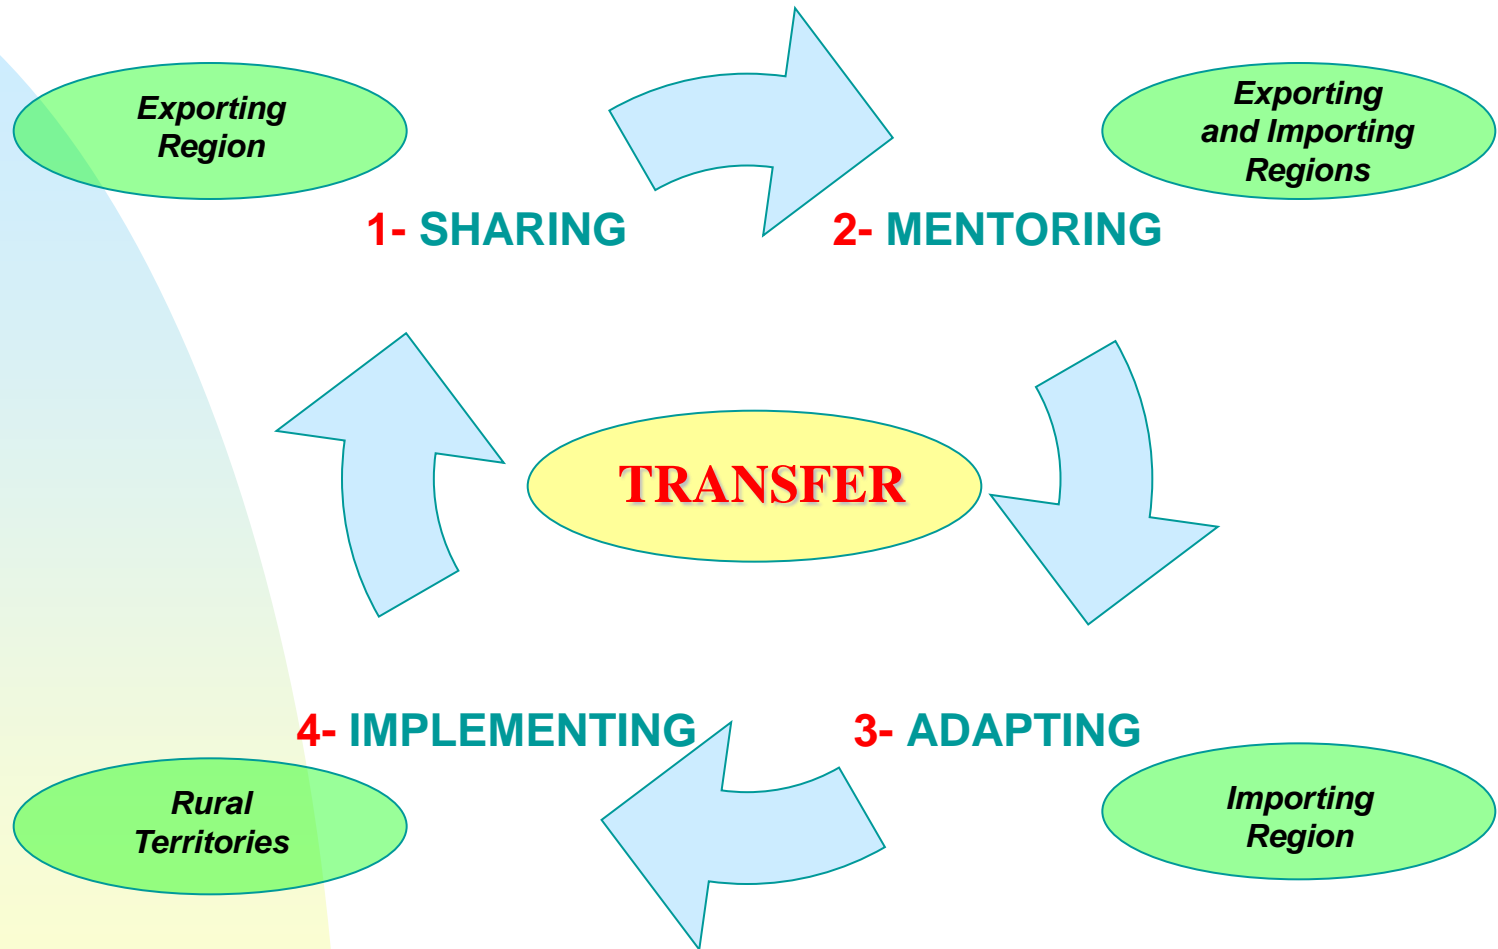 Exporting
Region
Exporting
and Importing
Regions
1- SHARING
2- MENTORING
TRANSFER
4- IMPLEMENTING
3- ADAPTING
Rural
Territories
Importing
Region